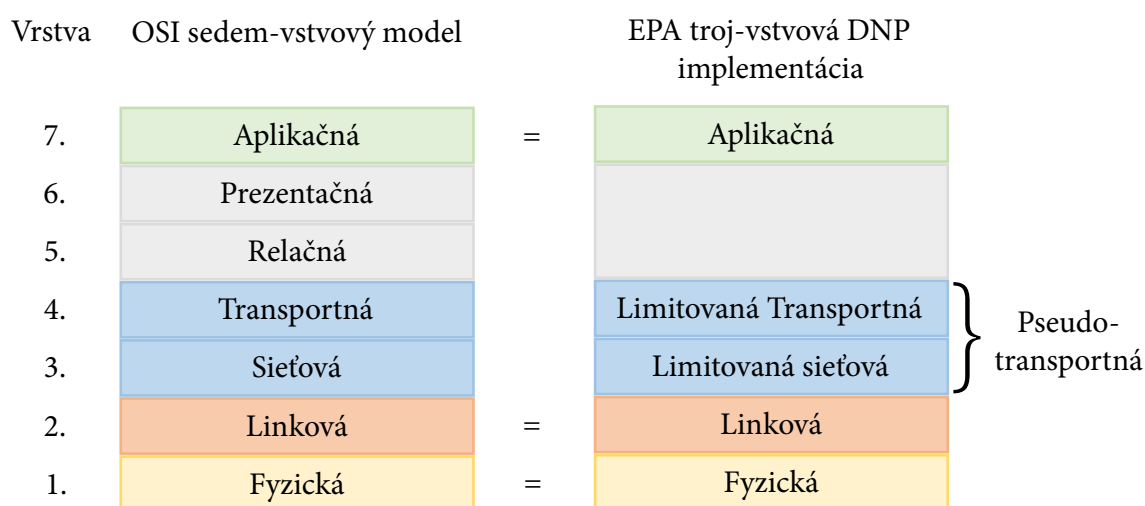 Vrstva OSI sedem-vstvový model EPA troj-vstvová DNP
implementácia
7. Aplikačná = Aplikačná
6. Prezentačná
5. Relačná
4. Transportná Limitovaná Transportná
3. Sieťová Limitovaná sieťová
Pseudo-
transportná
2. Linková = Linková
1. Fyzická = Fyzická